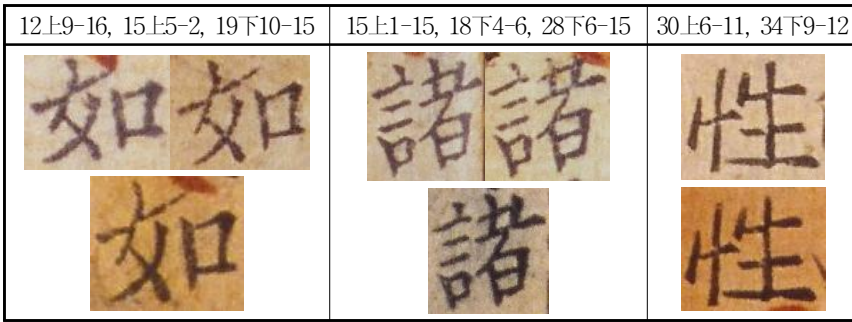 12上9-16, 15上5-2, 19下10-15
15上1-15, 18下4-6, 28下6-15
30上6-11, 34下9-12
如 如
如
諸 諸
諸
性
性